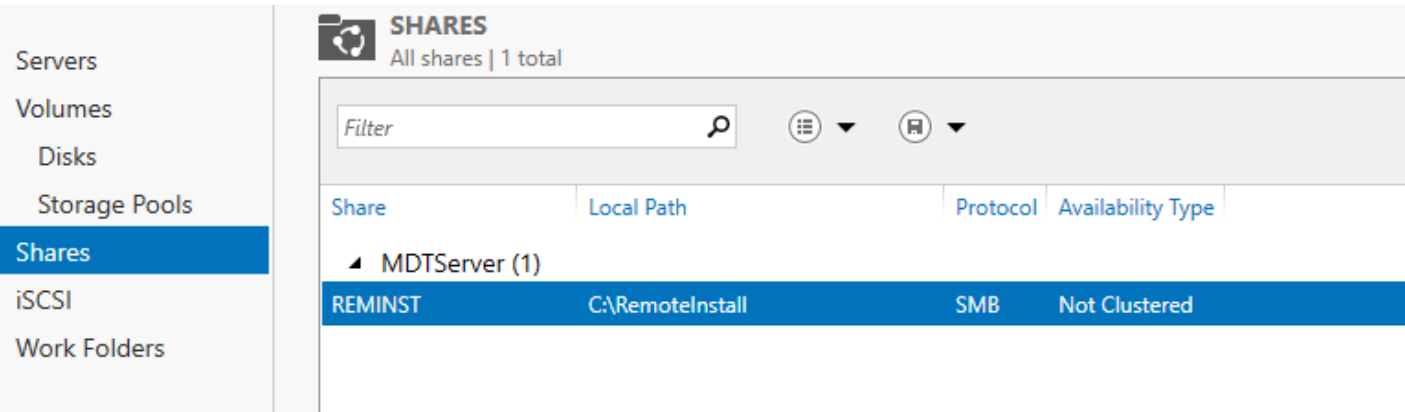 Servers
Volumes
Disks
Storage Pools
Shares
iSCSI
Work Folders
SHARES
All shares | 1 total
Filter
Share Local Path Protocol Availability Type
MDTServer (1)
REMINST C:\RemoteInstall SMB Not Clustered